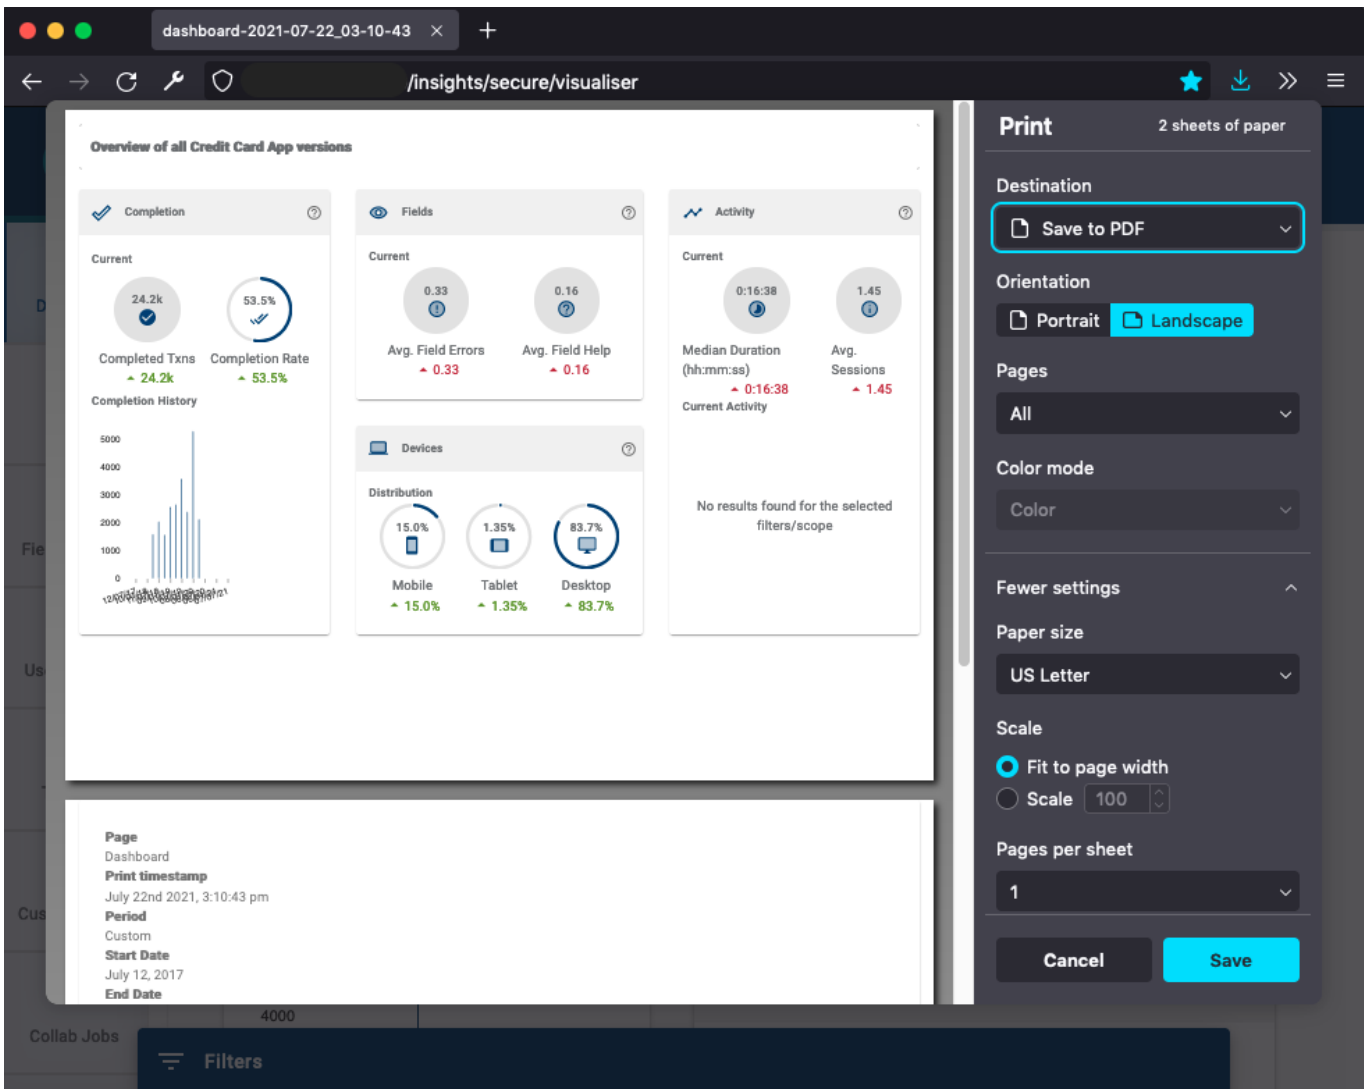 dashboard-2021-07-22_03-10-43
/insights/secure/visualiser
Overview of all Credit Card App versions
Completion
Current
24.2k
53.5%
Completed Txns
Completion Rate
24.2k
53.5%
Completion History
5000
4000
3000
2000
1000
0
Fields
Current
0.33
0.16
Avg. Field Errors
Avg. Field Help
0.33
0.16
Devices
Distribution
15.0%
1.35%
83.7%
Mobile
Tablet
Desktop
15.0%
1.35%
83.7%
Activity
Current
0:16:38
1.45
Median Duration
(hh:mm:ss)
Avg.
Sessions
0:16:38
1.45
Current Activity
No results found for the selected
filters/scope
Page
Dashboard
Print timestamp
July 22nd 2021, 3:10:43 pm
Period
Custom
Start Date
July 12, 2017
End Date
Print
2 sheets of paper
Destination
Save to PDF
Orientation
Portrait
Landscape
Pages
All
Color mode
Color
Fewer settings
Paper size
US Letter
Scale
Fit to page width
Scale
100
Pages per sheet
1
Cancel
Save
D
Fie
Us
Cus
Collab Jobs
4000
Filters